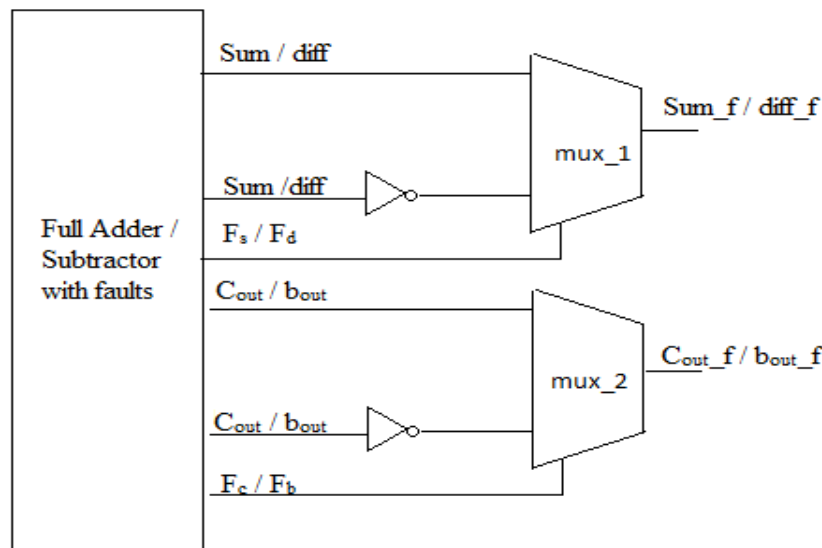 Sum / diff
Sum_f / diff_f
mux_1
Sum /diff
Full Adder /
Subtractor
with faults
Fs / Fd
Cout / bout
Cout_f / bout_f
mux_2
Cout / bout
Fc / Fb